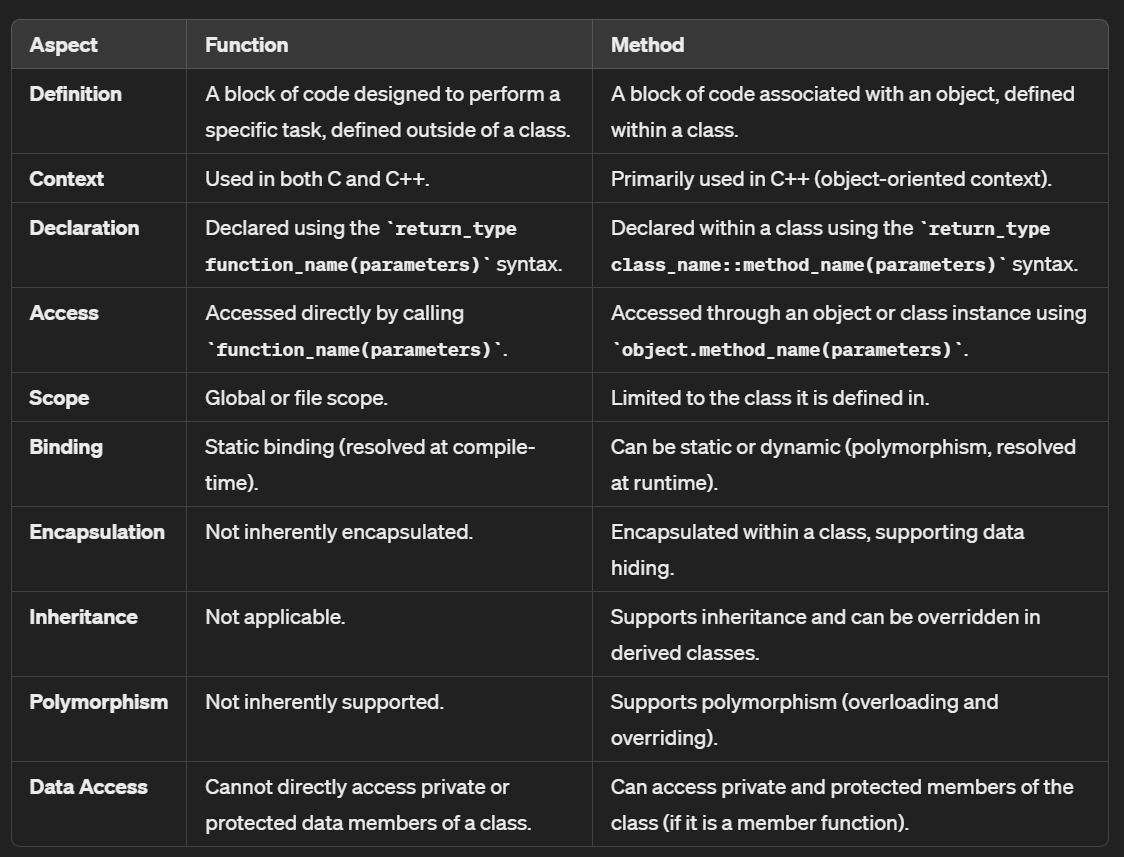 Aspect Function Method
Definition A block of code designed to perform a A block of code associated with an object, defined
specific task, defined outside of a class. within a class.
Context Used in both C and C++. Primarily used in C++ (object-oriented context).
Declaration Declared using the `return_type Declared within a class using the `return_type
function_name(parameters)` syntax. class_name::method_name(parameters)` syntax.
Access Accessed directly by calling Accessed through an object or class instance using
`function_name(parameters)`. `object.method_name(parameters)`.
Scope Global or file scope. Limited to the class it is defined in.
Binding Static binding (resolved at compile- Can be static or dynamic (polymorphism, resolved
time). at runtime).
Encapsulation Not inherently encapsulated. Encapsulated within a class, supporting data
hiding.
Inheritance Not applicable. Supports inheritance and can be overridden in
derived classes.
Polymorphism Not inherently supported. Supports polymorphism (overloading and
overriding).
Data Access Cannot directly access private or Can access private and protected members of the
protected data members of a class. class (if it is a member function).